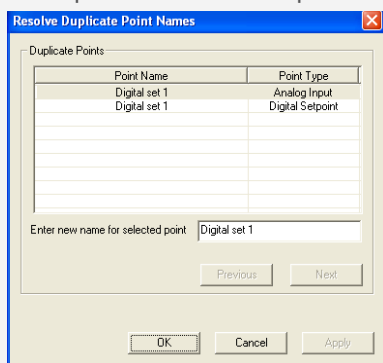 Resolve Duplicate Point Names
Duplicate Points
Point Name Point Type
Digital set 1 Analog Input
Digital set 1 Digital Setpoint
Enter new name for selected point Digital set 1
Previous Next
OK Cancel Apply